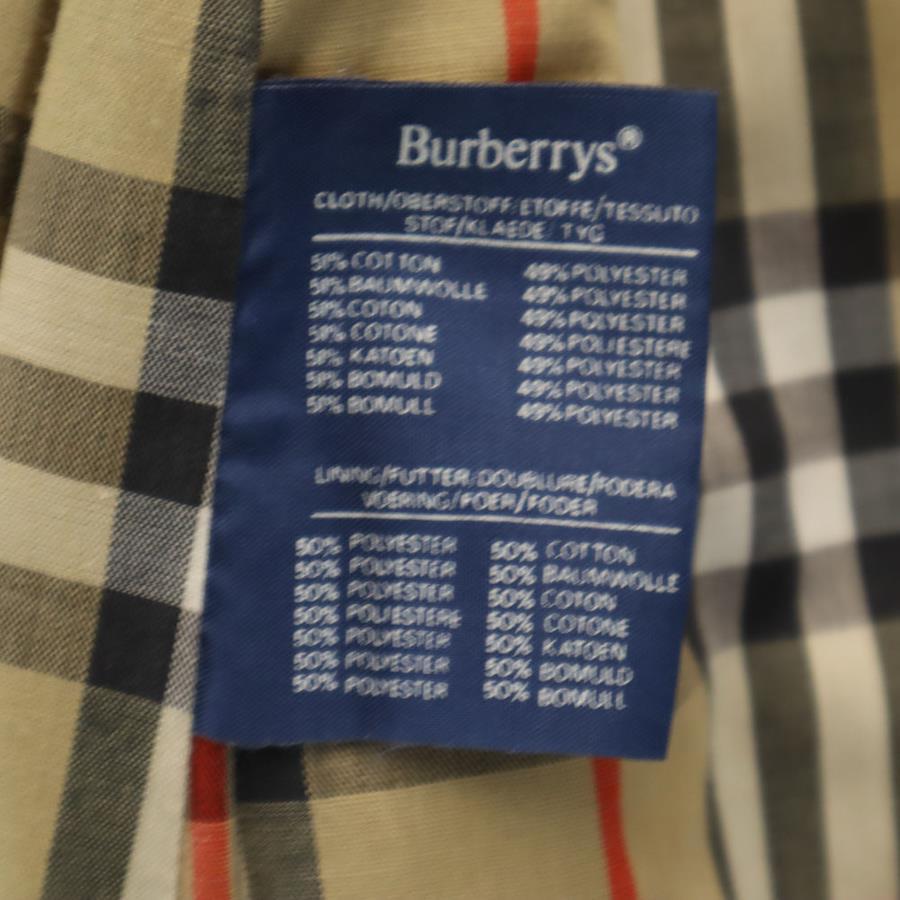 Burberrys®
CLOTH/OBERSTOFF/ETOFFE/TESSUTO
STOF/KLAEDE/TYG
51% COTTON 49% POLYESTER
51% BAUMWOLLE 49% POLYESTER
51% COTON 49% POLYESTER
51% COTONE 49% POLIESTERE
51% KATOEN 49% POLYESTER
51% BOMULD 49% POLYESTER
51% BOMULL 49% POLYESTER
LINING/FUTTER/DOUBLURE/FODERA
VOERING/FOER/FODER
50% POLYESTER 50% COTTON
50% POLYESTER 50% BAUMWOLLE
50% POLYESTER 50% COTON
50% POLIESTERE 50% COTONE
50% POLYESTER 50% KATOEN
50% POLYESTER 50% BOMULD
50% POLYESTER 50% BOMULL